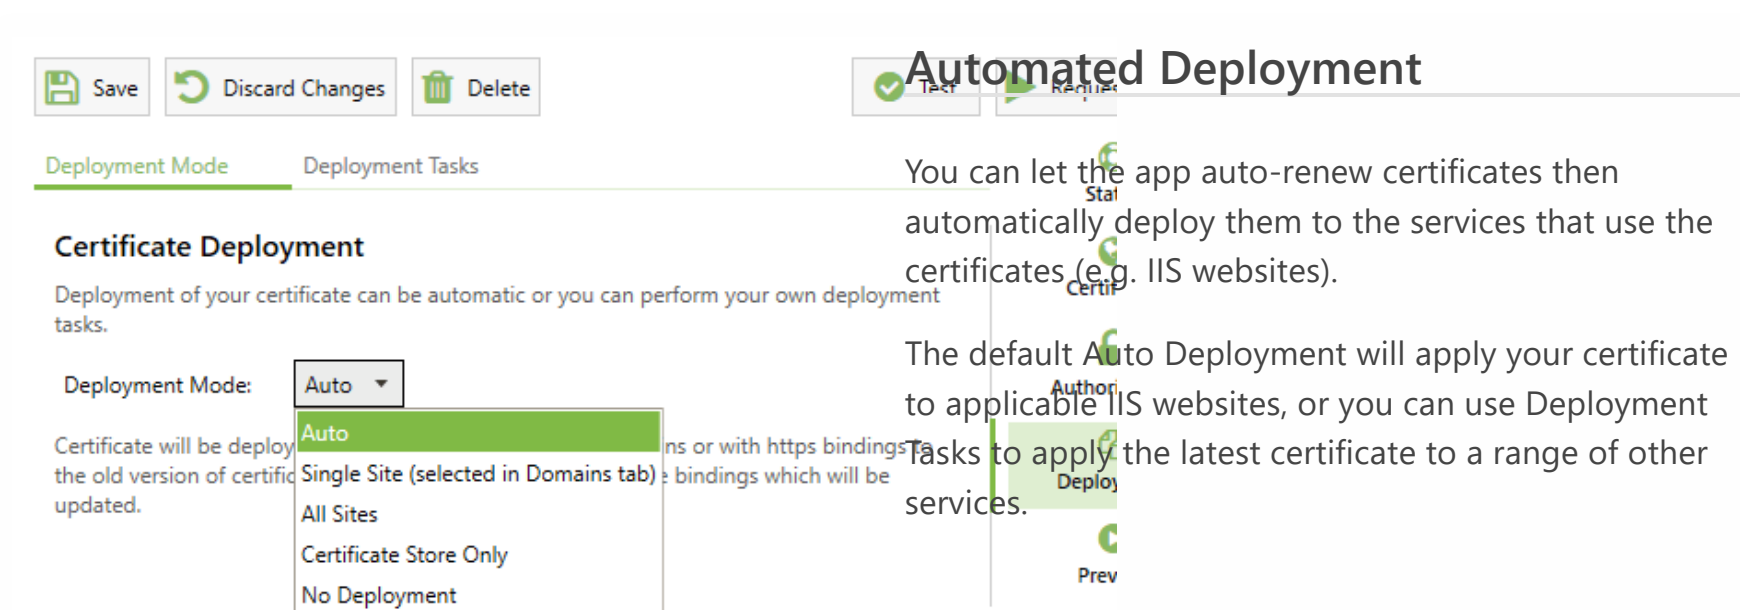 Save
Discard Changes
Delete
Test
Deployment Mode
Deployment Tasks
Certificate Deployment
Deployment of your certificate can be automatic or you can perform your own deployment
tasks.
Deployment Mode:
Auto
Auto
Single Site (selected in Domains tab)
All Sites
Certificate Store Only
No Deployment
Certificate will be
ns or with https bindings to
the old version of
bindings which will be
updated.
Automated Deployment
You can let the app auto-renew certificates then
automatically deploy them to the services that use the
certificates (e.g. IIS websites).
The default Auto Deployment will apply your certificate
to applicable IIS websites, or you can use Deployment
Tasks to apply the latest certificate to a range of other
services.